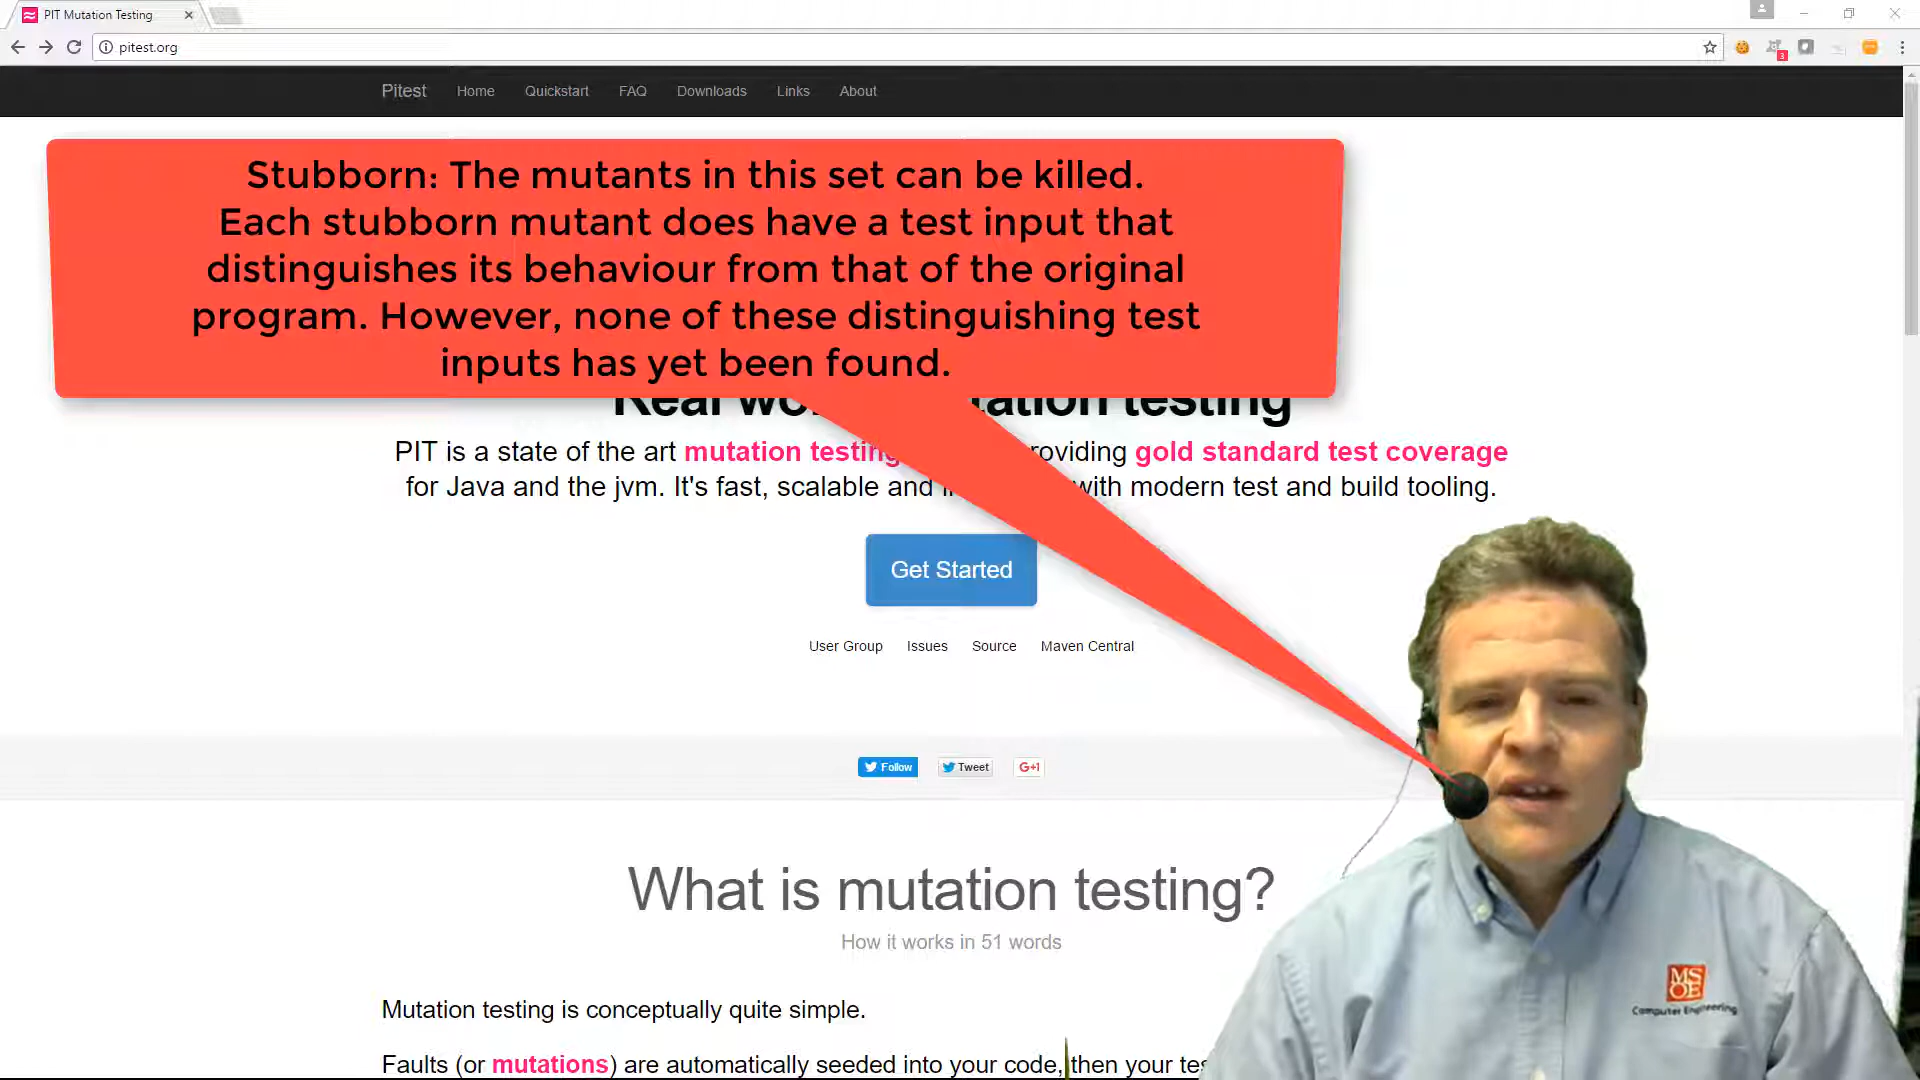 PIT Mutation Testing
pitest.org
3
Pitest Home Quickstart FAQ Downloads Links About
Stubborn: The mutants in this set can be killed.
Each stubborn mutant does have a test input that
distinguishes its behaviour from that of the original
program. However, none of these distinguishing test
inputs has yet been found.
Real testing
PIT is a state of the art mutation testing gold standard test coverage
for Java and the jvm. It's fast, scalable and with modern test and build tooling.
Get Started
User Group Issues Source Maven Central
Follow Tweet G+1
What is mutation testing?
How it works in 51 words
Mutation testing is conceptually quite simple.
Faults (or mutations) are automatically seeded into your code, then your
MS
OE
Computer Engineering